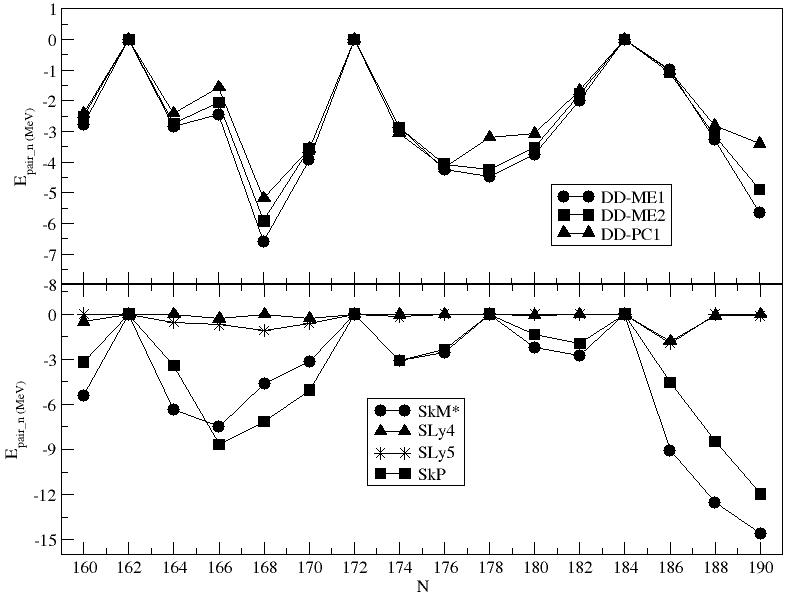 1
0
-1
-2
-3
-4
-5
-6
-7
-8
E pair_n (MeV)
DD-ME1
DD-ME2
DD-PC1
0
-3
-6
-9
-12
-15
E pair_n (MeV)
SkM*
SLy4
SLy5
SkP
160 162 164 166 168 170 172 174 176 178 180 182 184 186 188 190
N